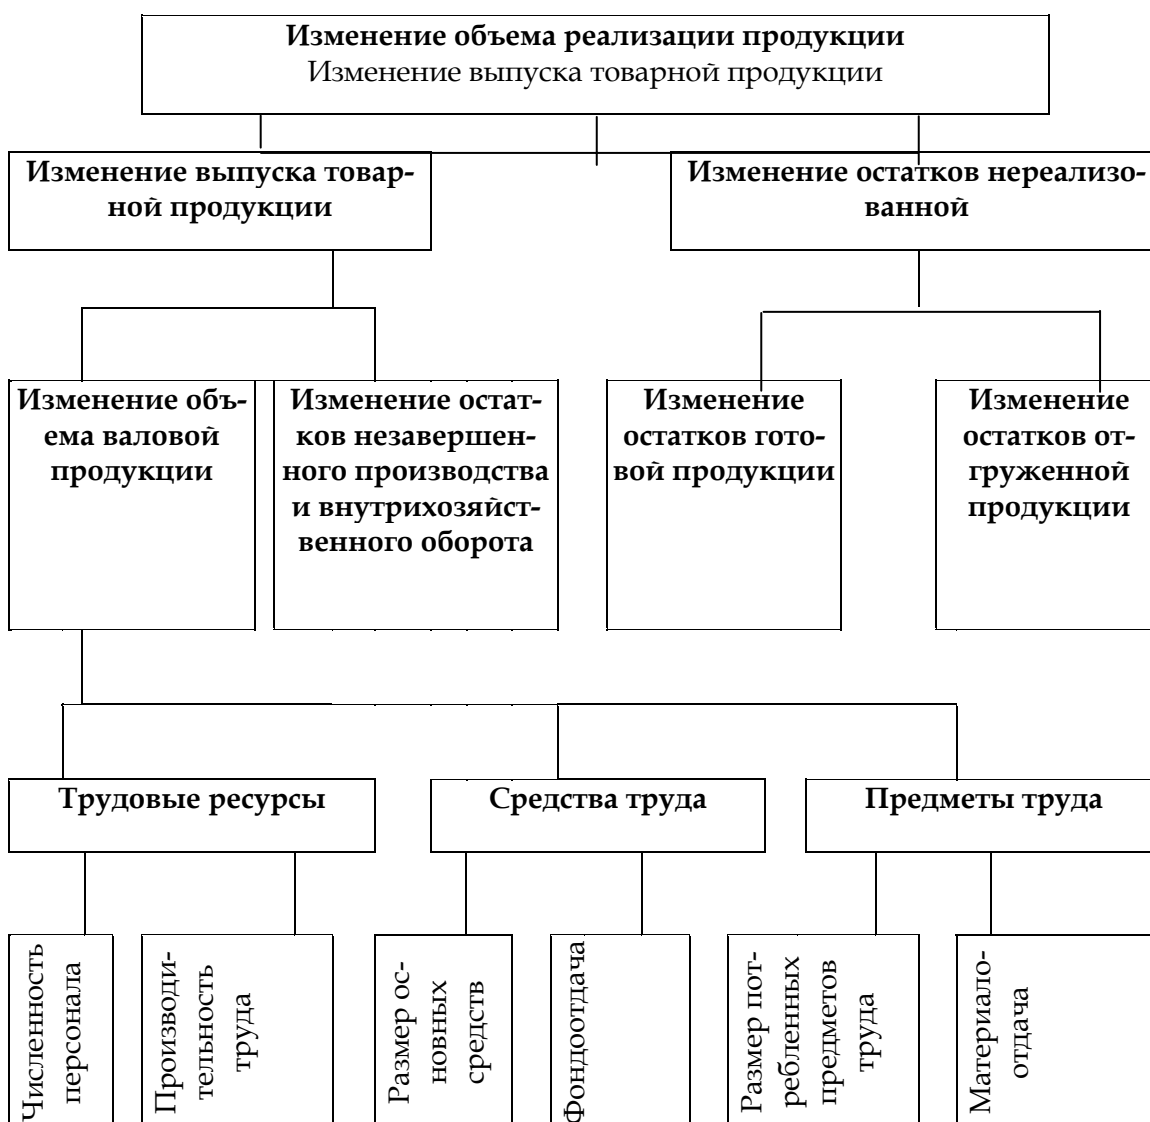 Изменение объема реализации продукции
Изменение выпуска товарной продукции
Изменение выпуска товар-
ной продукции
Изменение остатков нереализо-
ванной
Изменение объ-
ема валовой
продукции
Изменение остат-
ков незавершен-
ного производства
и внутрихозяйст-
венного оборота
Изменение
остатков гото-
вой продукции
Изменение
остатков от-
груженной
продукции
Трудовые ресурсы
Средства труда
Предметы труда
Численность
персонала
Производи-
тельность
труда
Размер ос-
новных
средств
Фондоотдача
Размер пот-
ребленных
предметов
труда
Материало-
отдача